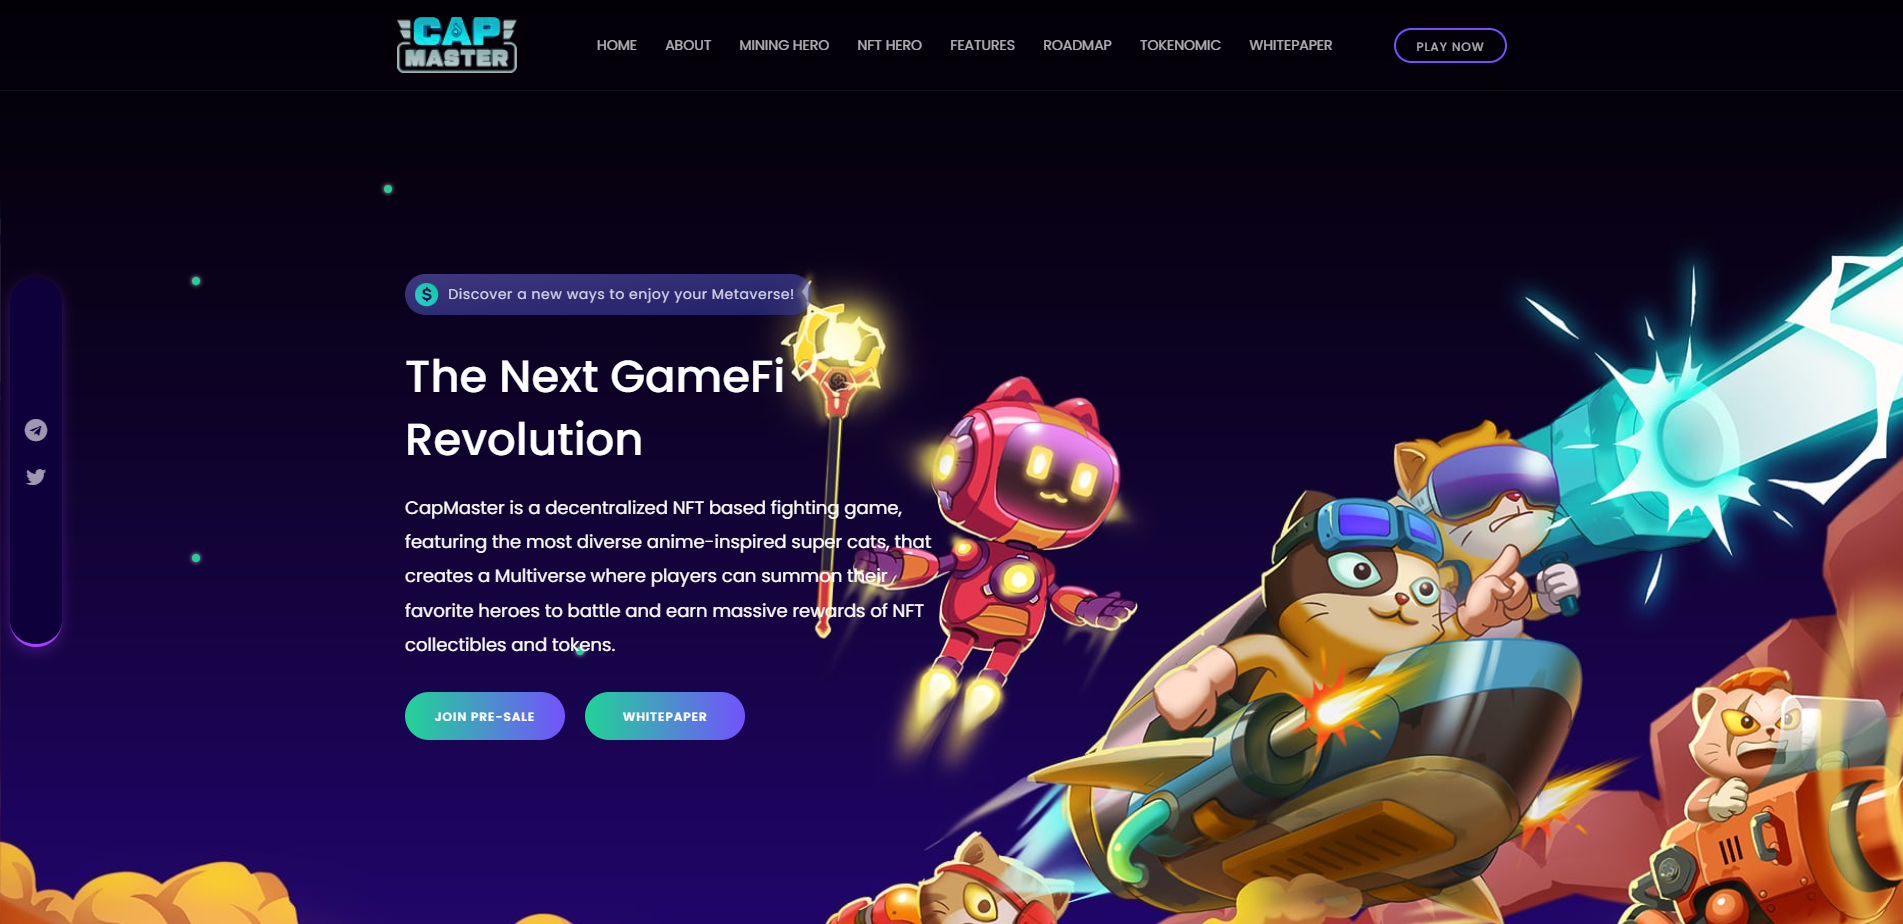 CAP
MASTER
HOME ABOUT MINING HERO NFT HERO FEATURES ROADMAP TOKENOMIC WHITEPAPER PLAY NOW
Discover a new ways to enjoy your Metaverse!
The Next GameFi
Revolution
CapMaster is a decentralized NFT based fighting game,
featuring the most diverse anime-inspired super cats, that
creates a Multiverse where players can summon their
favorite heroes to battle and earn massive rewards of NFT
collectibles and tokens.
JOIN PRE-SALE WHITEPAPER